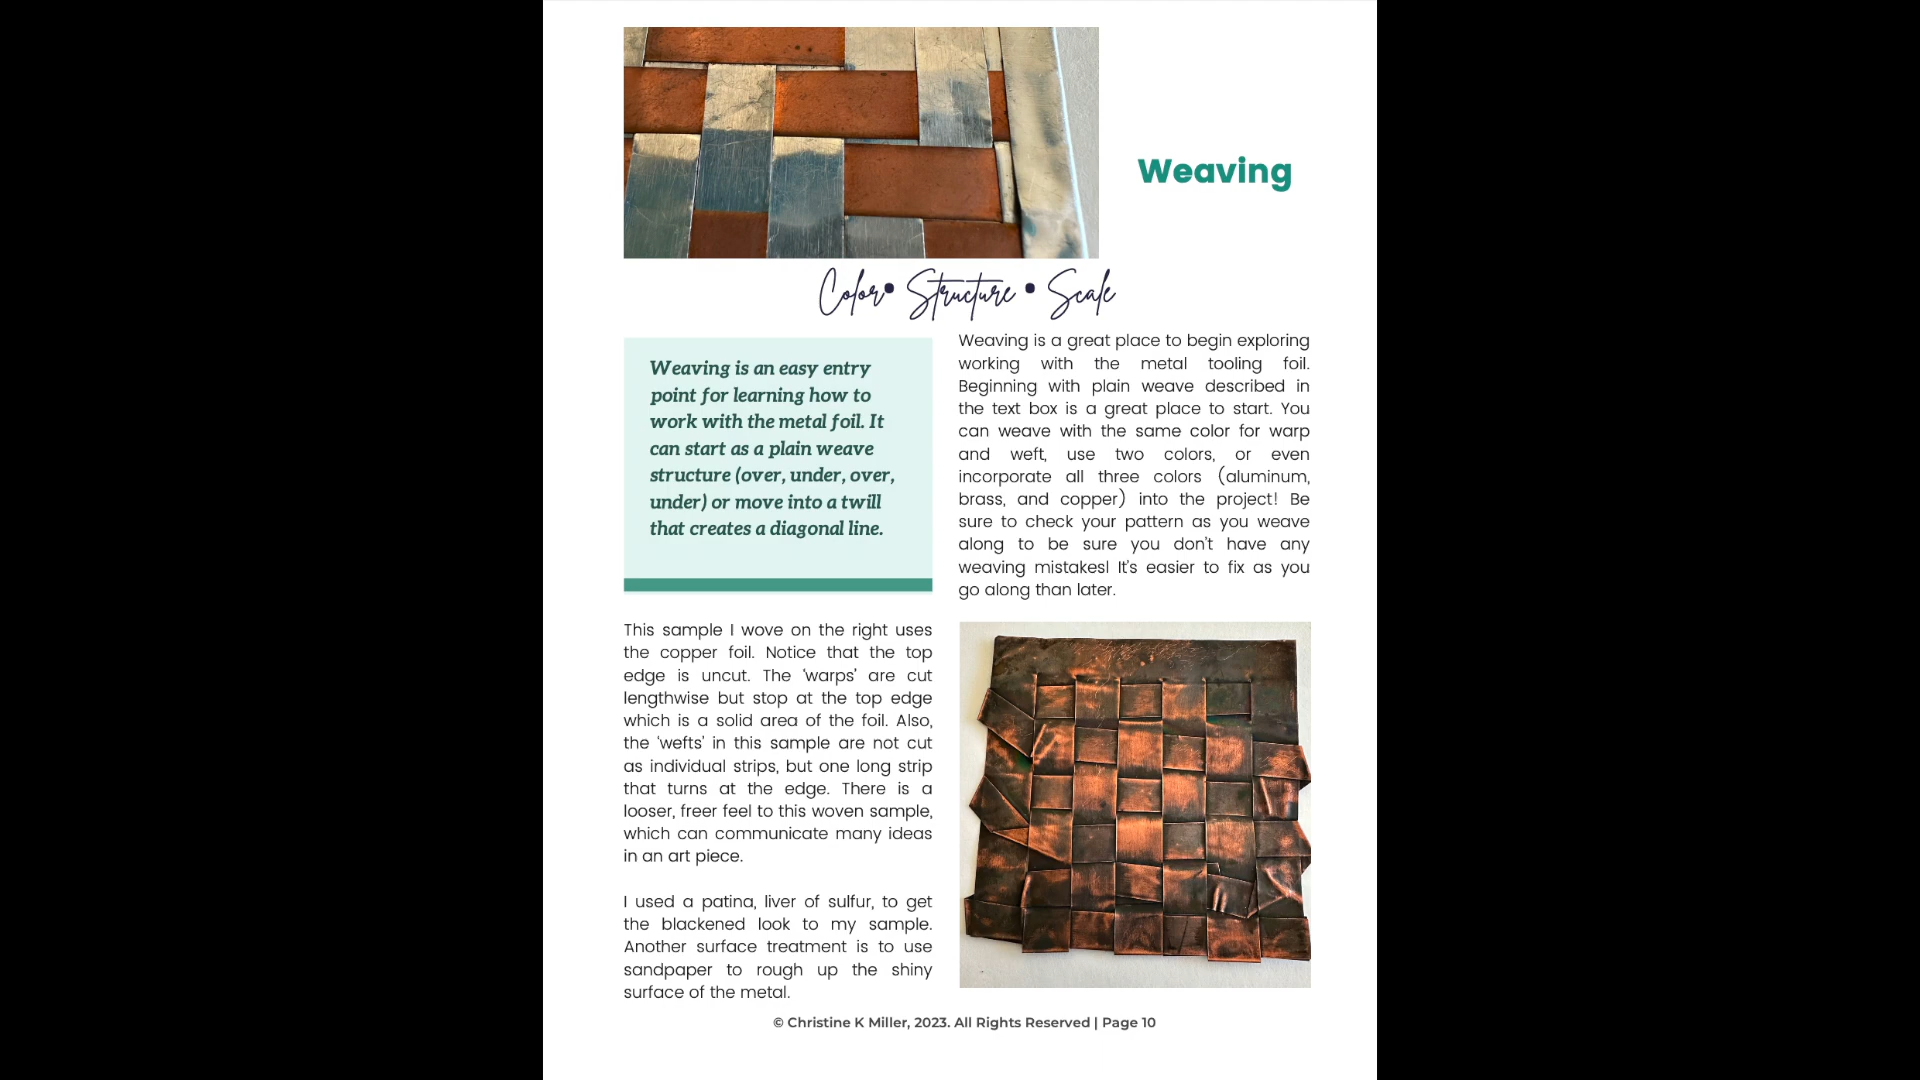 Weaving
Color• Structure • Scale
Weaving is an easy entry
point for learning how to
work with the metal foil. It
can start as a plain weave
structure (over, under, over,
under) or move into a twill
that creates a diagonal line.
Weaving is a great place to begin exploring
working with the metal tooling foil.
Beginning with plain weave described in
the text box is a great place to start. You
can weave with the same color for warp
and weft, use two colors, or even
incorporate all three colors (aluminum,
brass, and copper) into the project! Be
sure to check your pattern as you weave
along to be sure you don't have any
weaving mistakes! It's easier to fix as you
go along than later.
This sample I wove on the right uses
the copper foil. Notice that the top
edge is uncut. The 'warps' are cut
lengthwise but stop at the top edge
which is a solid area of the foil. Also,
the 'wefts' in this sample are not cut
as individual strips, but one long strip
that turns at the edge. There is a
looser, freer feel to this woven sample,
which can communicate many ideas
in an art piece.
I used a patina, liver of sulfur, to get
the blackened look to my sample.
Another surface treatment is to use
sandpaper to rough up the shiny
surface of the metal.
© Christine K Miller, 2023. All Rights Reserved | Page 10